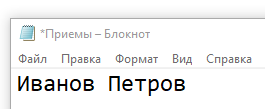 *Приемы – Блокнот
Файл Правка Формат Вид Справка
Иванов Петров